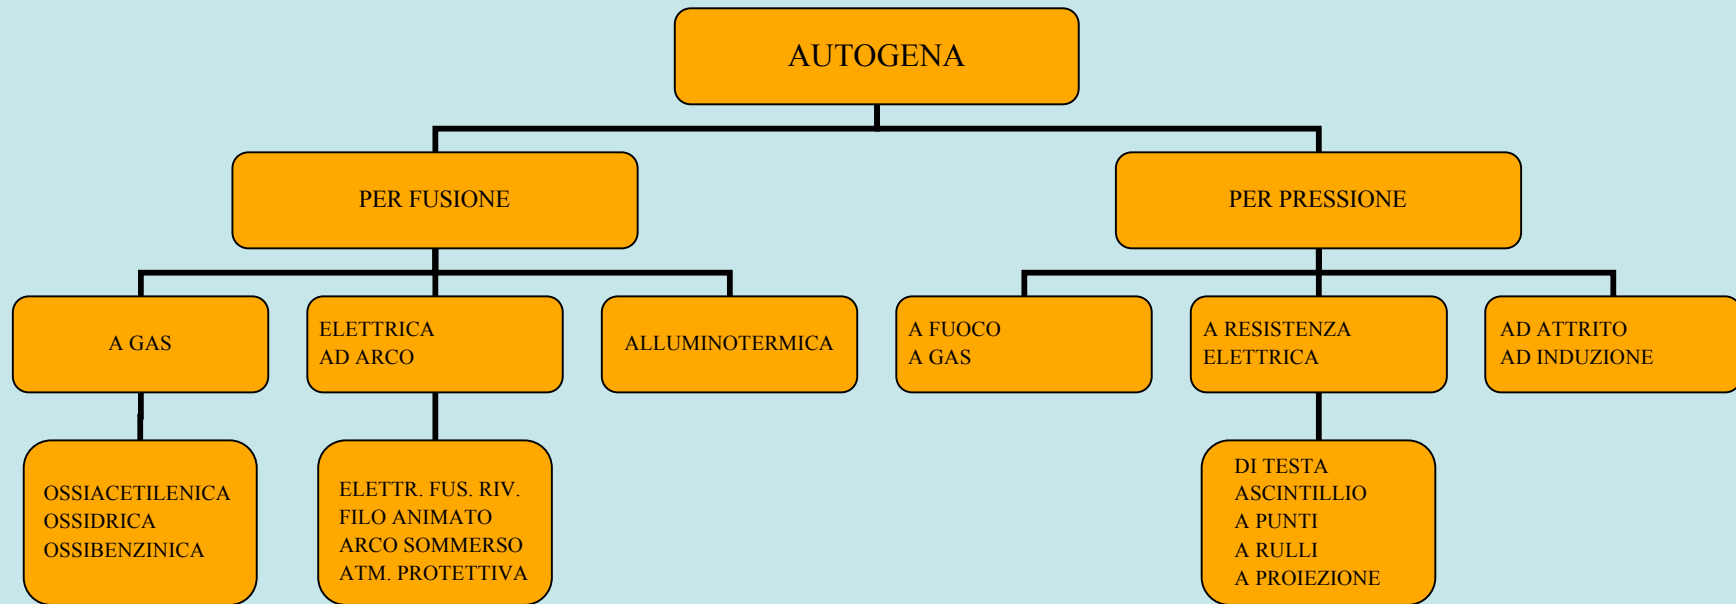 AUTOGENA
PER FUSIONE
PER PRESSIONE
A GAS
ELETTRICA
AD ARCO
ALLUMINOTERMICA
A FUOCO
A GAS
A RESISTENZA
ELETTRICA
AD ATTRITO
AD INDUZIONE
OSSIACETILENICA
OSSIDRICA
OSSIBENZINICA
ELETTR. FUS. RIV.
FILO ANIMATO
ARCO SOMMERSO
ATM. PROTETTIVA
DI TESTA
ASCINTILLIO
A PUNTI
A RULLI
A PROIEZIONE